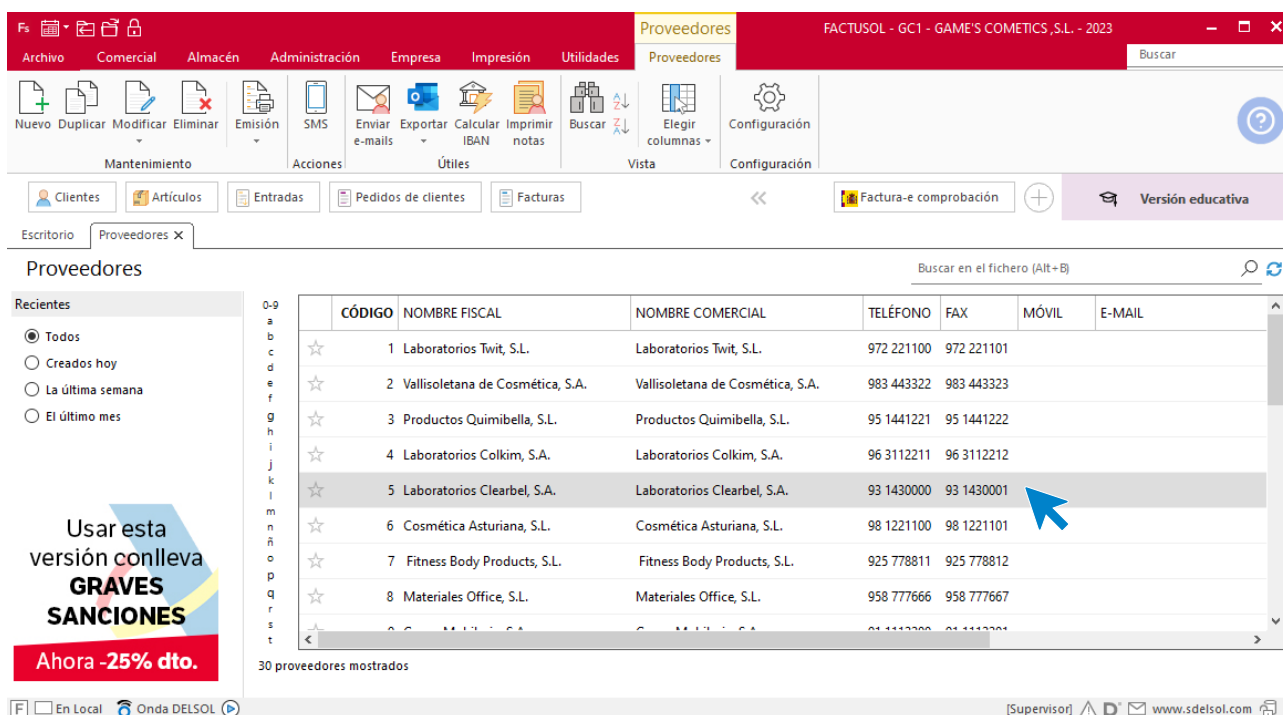 Fs
Proveedores
FACTUSOL - GC1 - GAME'S COMETICS ,S.L. - 2023
Archivo Comercial Almacén Administración Empresa Impresión Utilidades Proveedores
Buscar
Nuevo Duplicar Modificar Eliminar Emisión SMS Enviar e-mails Exportar Calcular IBAN Imprimir notas Buscar Elegir columnas Configuración
Mantenimiento Acciones Útiles Vista Configuración
Clientes Artículos Entradas Pedidos de clientes Facturas Factura-e comprobación Versión educativa
Escritorio Proveedores
Proveedores
Buscar en el fichero (Alt+B)
Recientes
Todos
Creados hoy
La última semana
El último mes
0-9
a
b
c
d
e
f
g
h
i
j
k
l
m
n
ñ
o
p
q
r
s
t
CÓDIGO NOMBRE FISCAL NOMBRE COMERCIAL TELÉFONO FAX MÓVIL E-MAIL
1 Laboratorios Twit, S.L. Laboratorios Twit, S.L. 972 221100 972 221101
2 Vallisoletana de Cosmética, S.A. Vallisoletana de Cosmética, S.A. 983 443322 983 443323
3 Productos Quimibella, S.L. Productos Quimibella, S.L. 95 1441221 95 1441222
4 Laboratorios Colkim, S.A. Laboratorios Colkim, S.A. 96 3112211 96 3112212
5 Laboratorios Clearbel, S.A. Laboratorios Clearbel, S.A. 93 1430000 93 1430001
6 Cosmética Asturiana, S.L. Cosmética Asturiana, S.L. 98 1221100 98 1221101
7 Fitness Body Products, S.L. Fitness Body Products, S.L. 925 778811 925 778812
8 Materiales Office, S.L. Materiales Office, S.L. 958 777666 958 777667
Usar esta
versión conlleva
GRAVES
SANCIONES
Ahora -25% dto.
30 proveedores mostrados
F En Local Onda DELSOL [Supervisor] D www.sdelsol.com